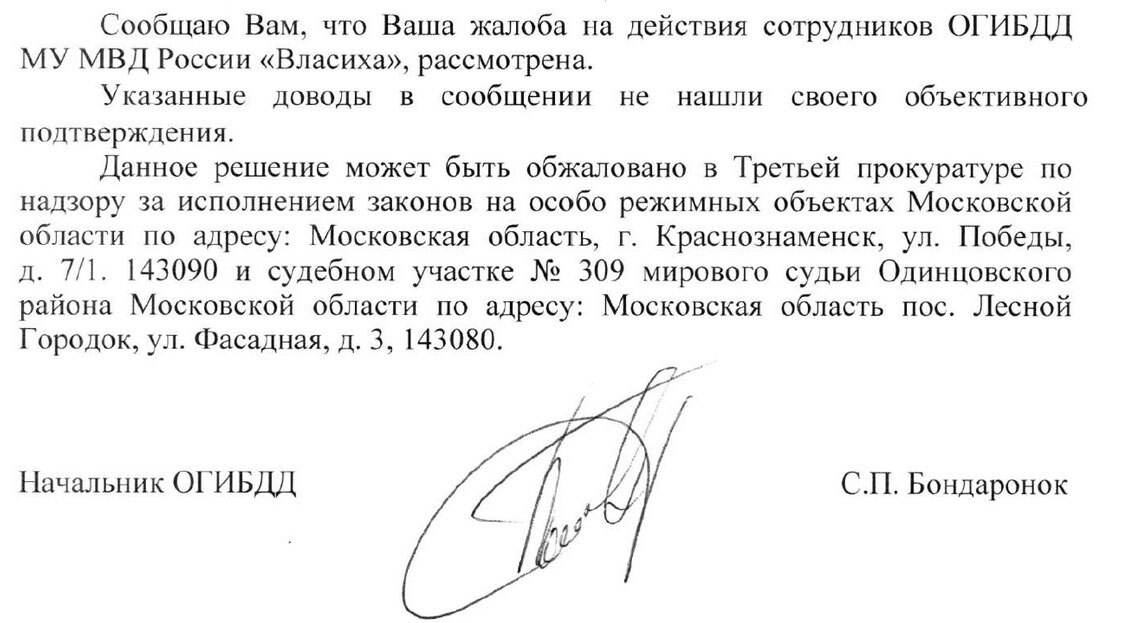 Сообщаю Вам, что Ваша жалоба на действия сотрудников ОГИБДД
МУ МВД России «Власиха», рассмотрена.
Указанные доводы в сообщении не нашли своего объективного
подтверждения.
Данное решение может быть обжаловано в Третьей прокуратуре по
надзору за исполнением законов на особо режимных объектах Московской
области по адресу: Московская область, г. Краснознаменск, ул. Победы,
д. 7/1. 143090 и судебном участке № 309 мирового судьи Одинцовского
района Московской области по адресу: Московская область пос. Лесной
Городок, ул. Фасадная, д. 3, 143080.
Начальник ОГИБДД
С.П. Бондаронок